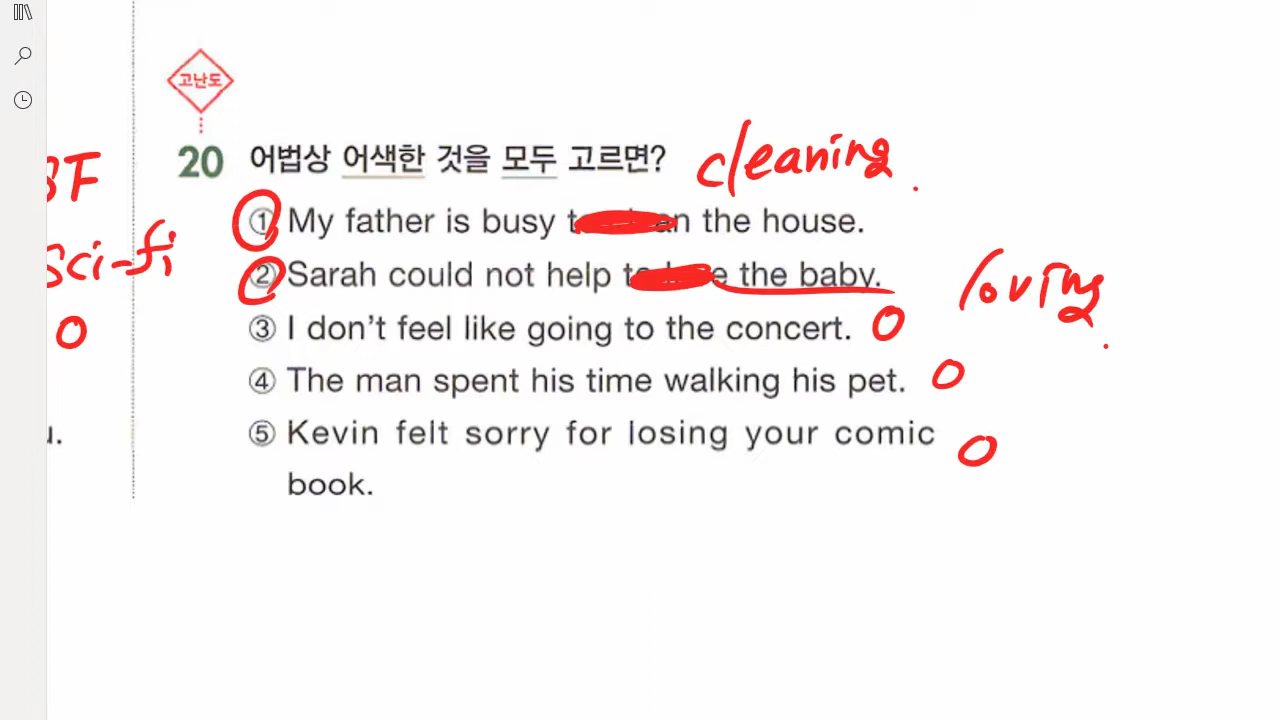 고난도
20 어법상 어색한 것을 모두 고르면? cleaning.
① My father is busy the house.
② Sarah could not help the baby. loving.
③ I don't feel like going to the concert. O
④ The man spent his time walking his pet. O
⑤ Kevin felt sorry for losing your comic O
book.
SF
Sci-fi
O
u.